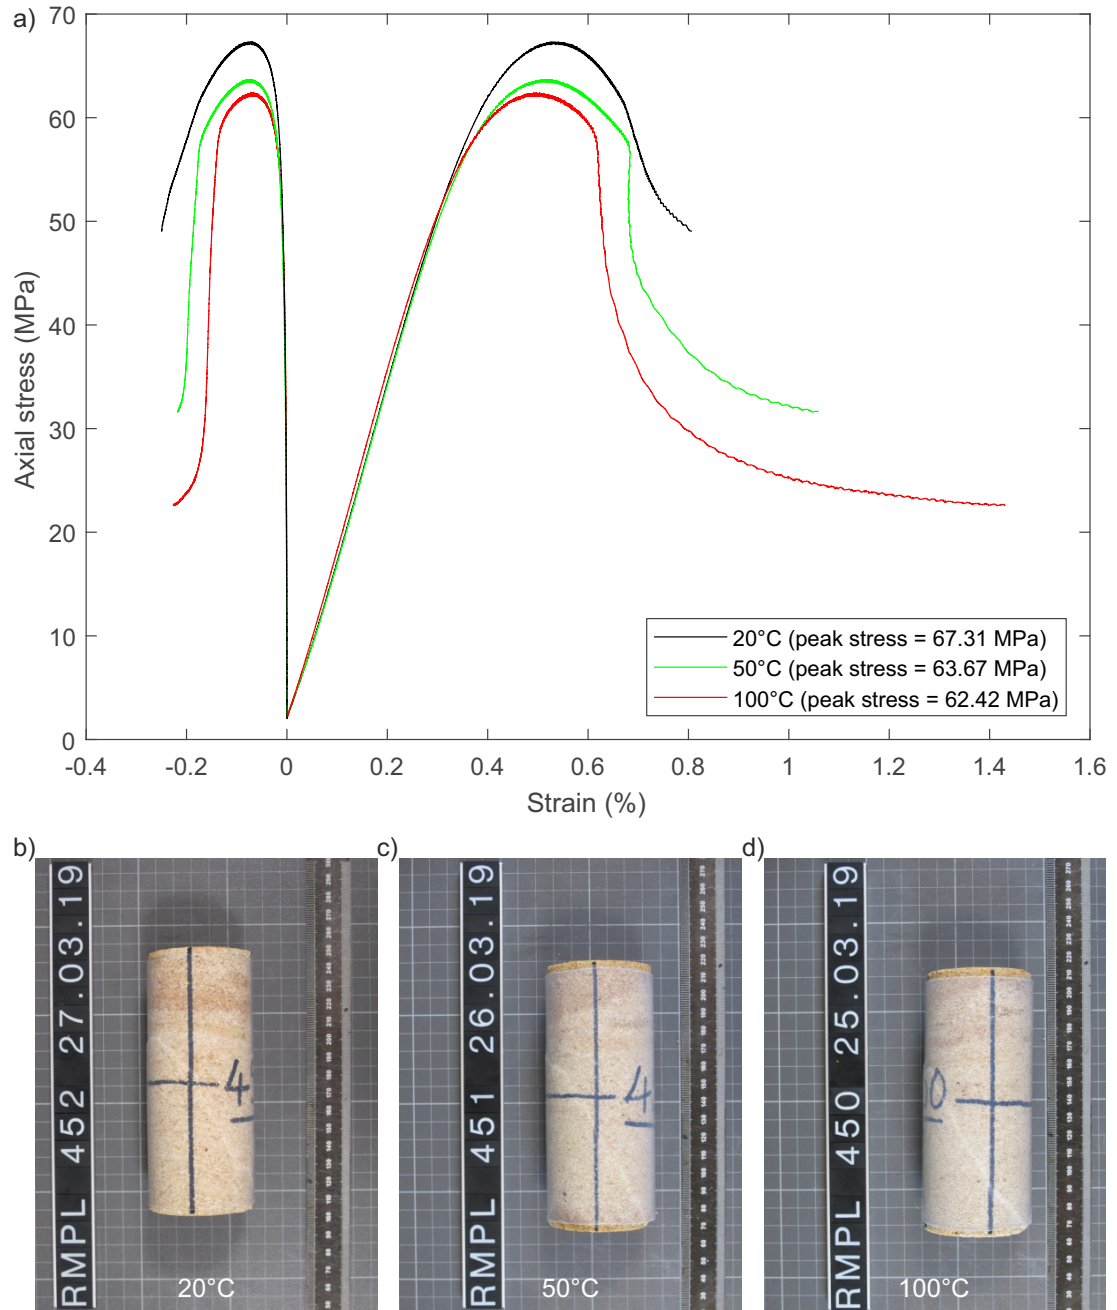 a)
70
60
50
40
30
20
10
0
Axial stress (MPa)
-0.4 -0.2 0 0.2 0.4 0.6 0.8 1 1.2 1.4 1.6
Strain (%)
20°C (peak stress = 67.31 MPa)
50°C (peak stress = 63.67 MPa)
100°C (peak stress = 62.42 MPa)
b)
c)
d)
RMPL 452 27.03.19
20°C
RMPL 451 26.03.19
4
50°C
RMPL 450 25.03.19
0
100°C